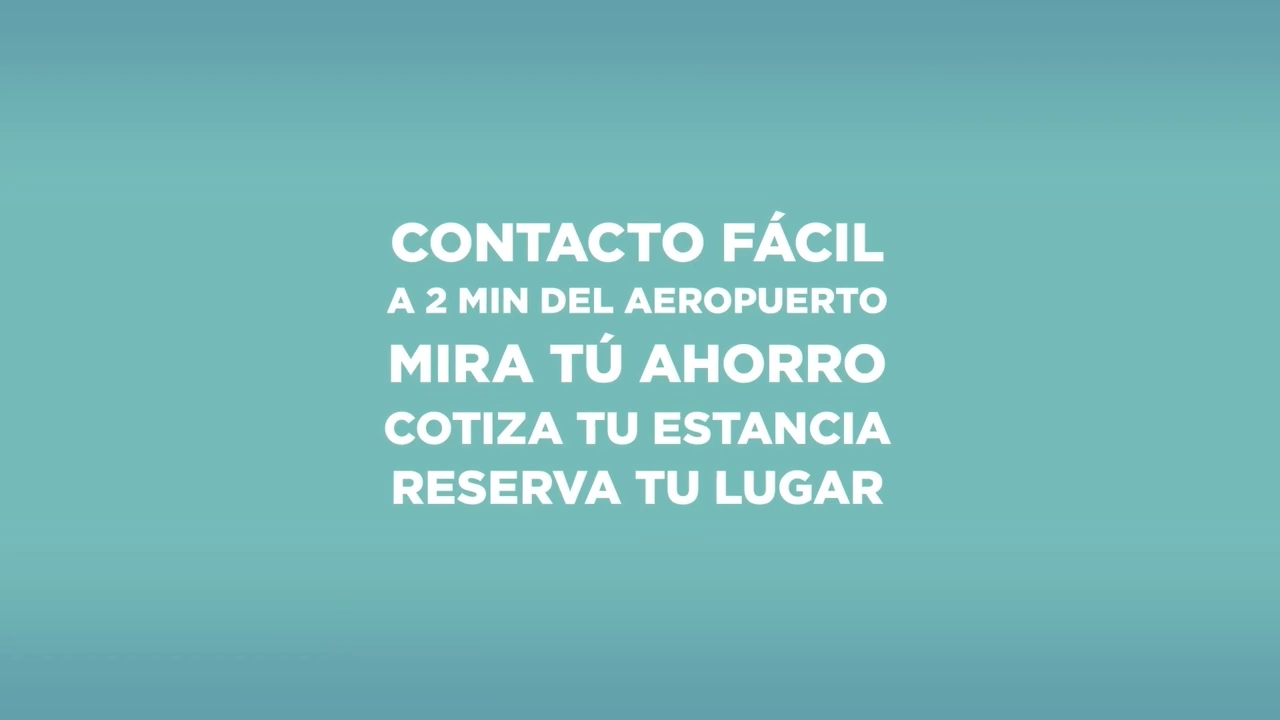 CONTACTO FÁCIL
A 2 MIN DEL AEROPUERTO
MIRA TÚ AHORRO
COTIZA TU ESTANCIA
RESERVA TU LUGAR